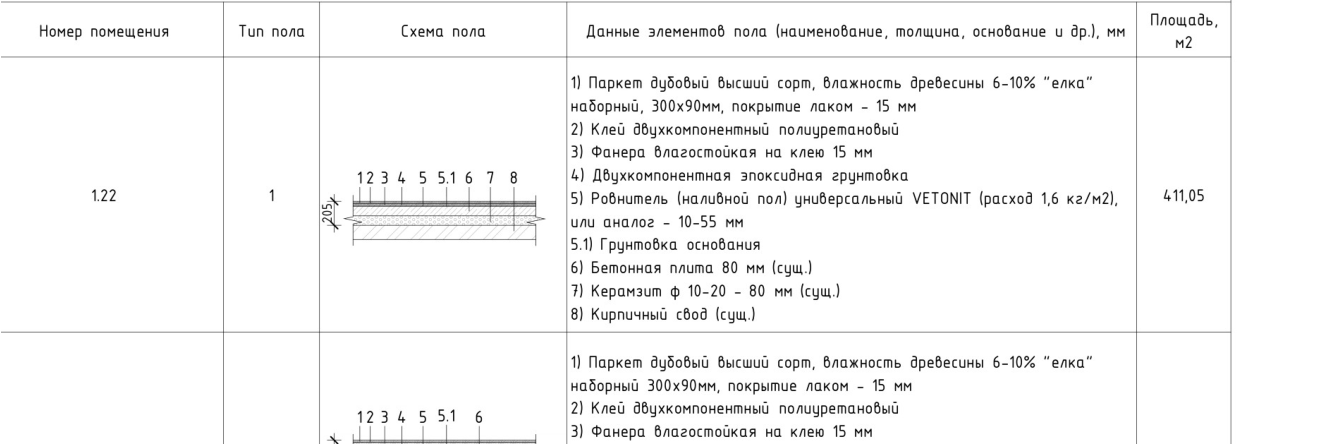 Номер помещения
Тип пола
Схема пола
Данные элементов пола (наименование, толщина, основание и др.), мм
Площадь,
м2
1.22
1
1 2 3 4 5 5.1 6 7 8
205
1) Паркет дубовый высший сорт, влажность древесины 6-10% "елка"
наборный, 300х90мм, покрытие лаком - 15 мм
2) Клей двухкомпонентный полиуретановый
3) Фанера влагостойкая на клею 15 мм
4) Двухкомпонентная эпоксидная грунтовка
5) Ровнитель (наливной пол) универсальный VETONIT (расход 1,6 кг/м2),
или аналог - 10-55 мм
5.1) Грунтовка основания
6) Бетонная плита 80 мм (сущ.)
7) Керамзит ф 10-20 - 80 мм (сущ.)
8) Кирпичный свод (сущ.)
411,05
1 2 3 4 5 5.1 6
1) Паркет дубовый высший сорт, влажность древесины 6-10% "елка"
наборный 300х90мм, покрытие лаком - 15 мм
2) Клей двухкомпонентный полиуретановый
3) Фанера влагостойкая на клею 15 мм